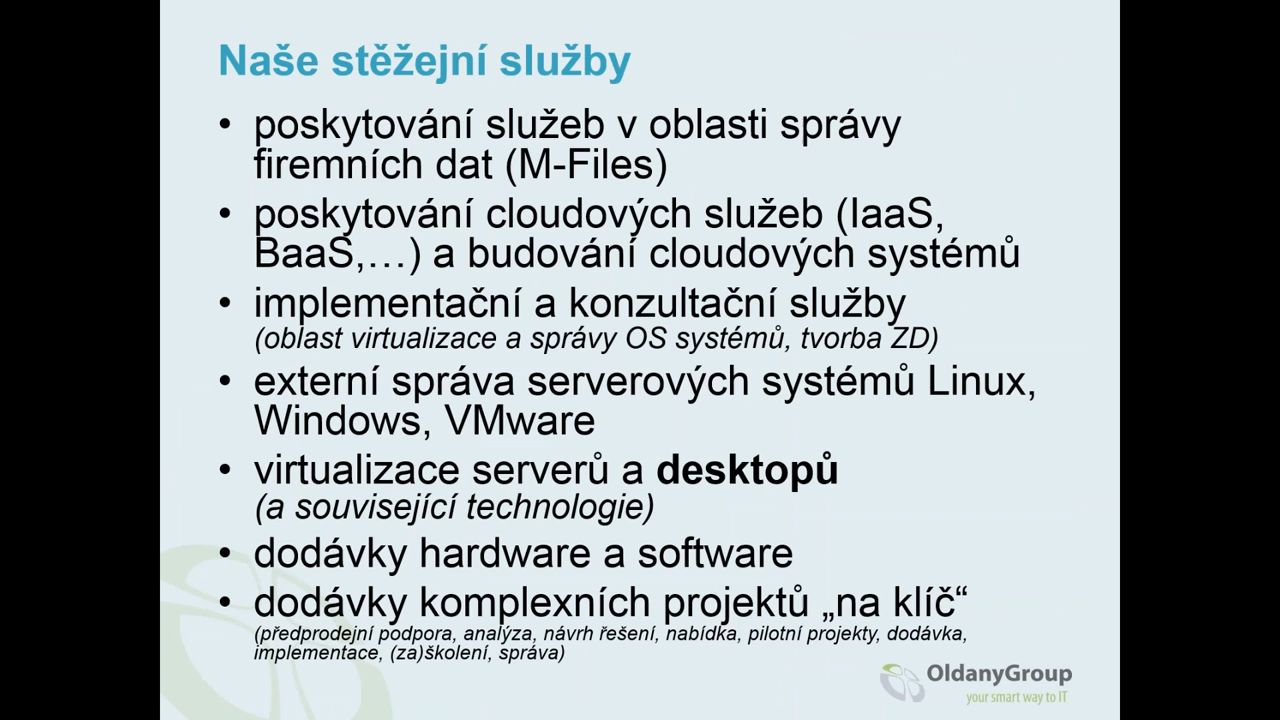 Naše stěžejní služby
• poskytování služeb v oblasti správy
firemních dat (M-Files)
• poskytování cloudových služeb (IaaS,
BaaS,…) a budování cloudových systémů
• implementační a konzultační služby
(oblast virtualizace a správy OS systémů, tvorba ZD)
• externí správa serverových systémů Linux,
Windows, VMware
• virtualizace serverů a desktopů
(a související technologie)
• dodávky hardware a software
• dodávky komplexních projektů „na klíč“
(předprodejní podpora, analýza, návrh řešení, nabídka, pilotní projekty, dodávka,
implementace, (za)školení, správa)
OldanyGroup
your smart way to IT